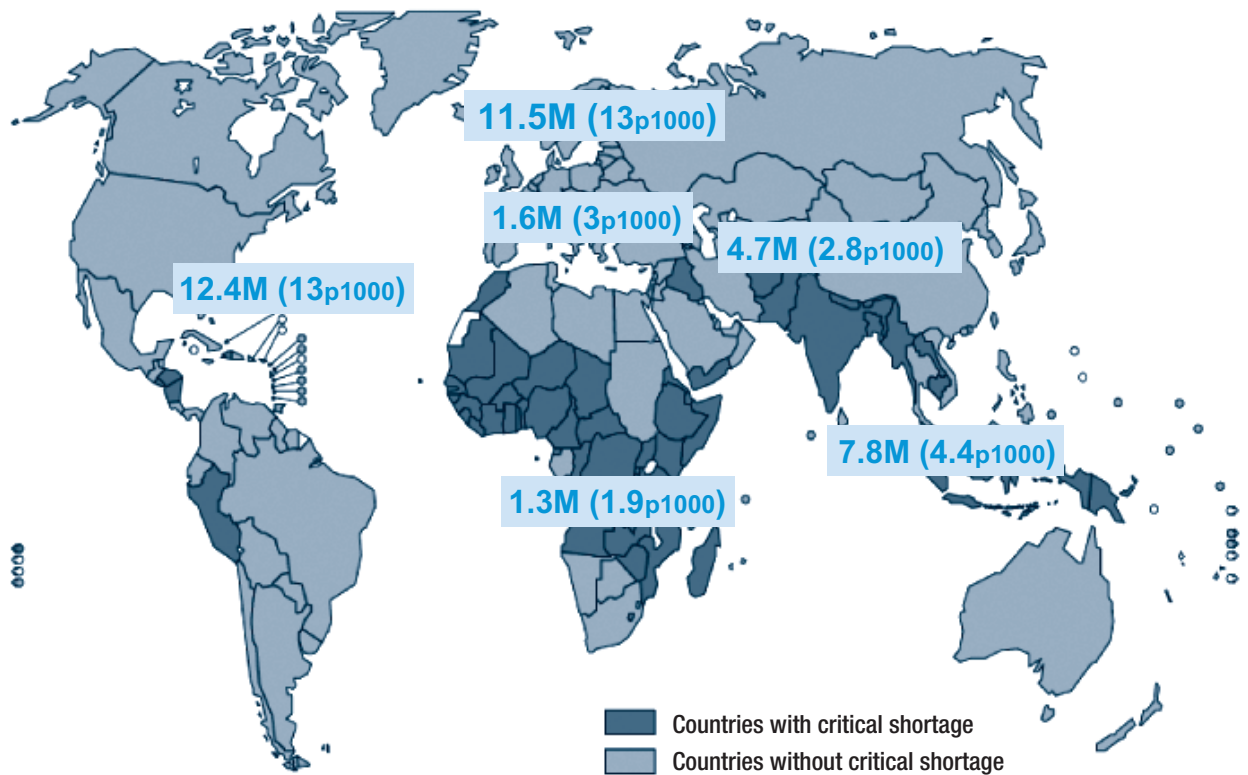 11.5M (13p1000)
1.6M (3p1000)
4.7M (2.8p1000)
12.4M (13p1000)
7.8M (4.4p1000)
1.3M (1.9p1000)
Countries with critical shortage
Countries without critical shortage